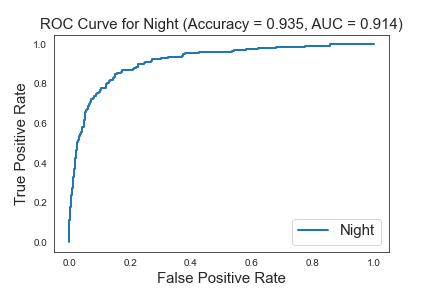 ROC Curve for Night (Accuracy = 0.935, AUC = 0.914)
True Positive Rate
1.0
0.8
0.6
0.4
0.2
0.0
Night
0.0 0.2 0.4 0.6 0.8 1.0
False Positive Rate